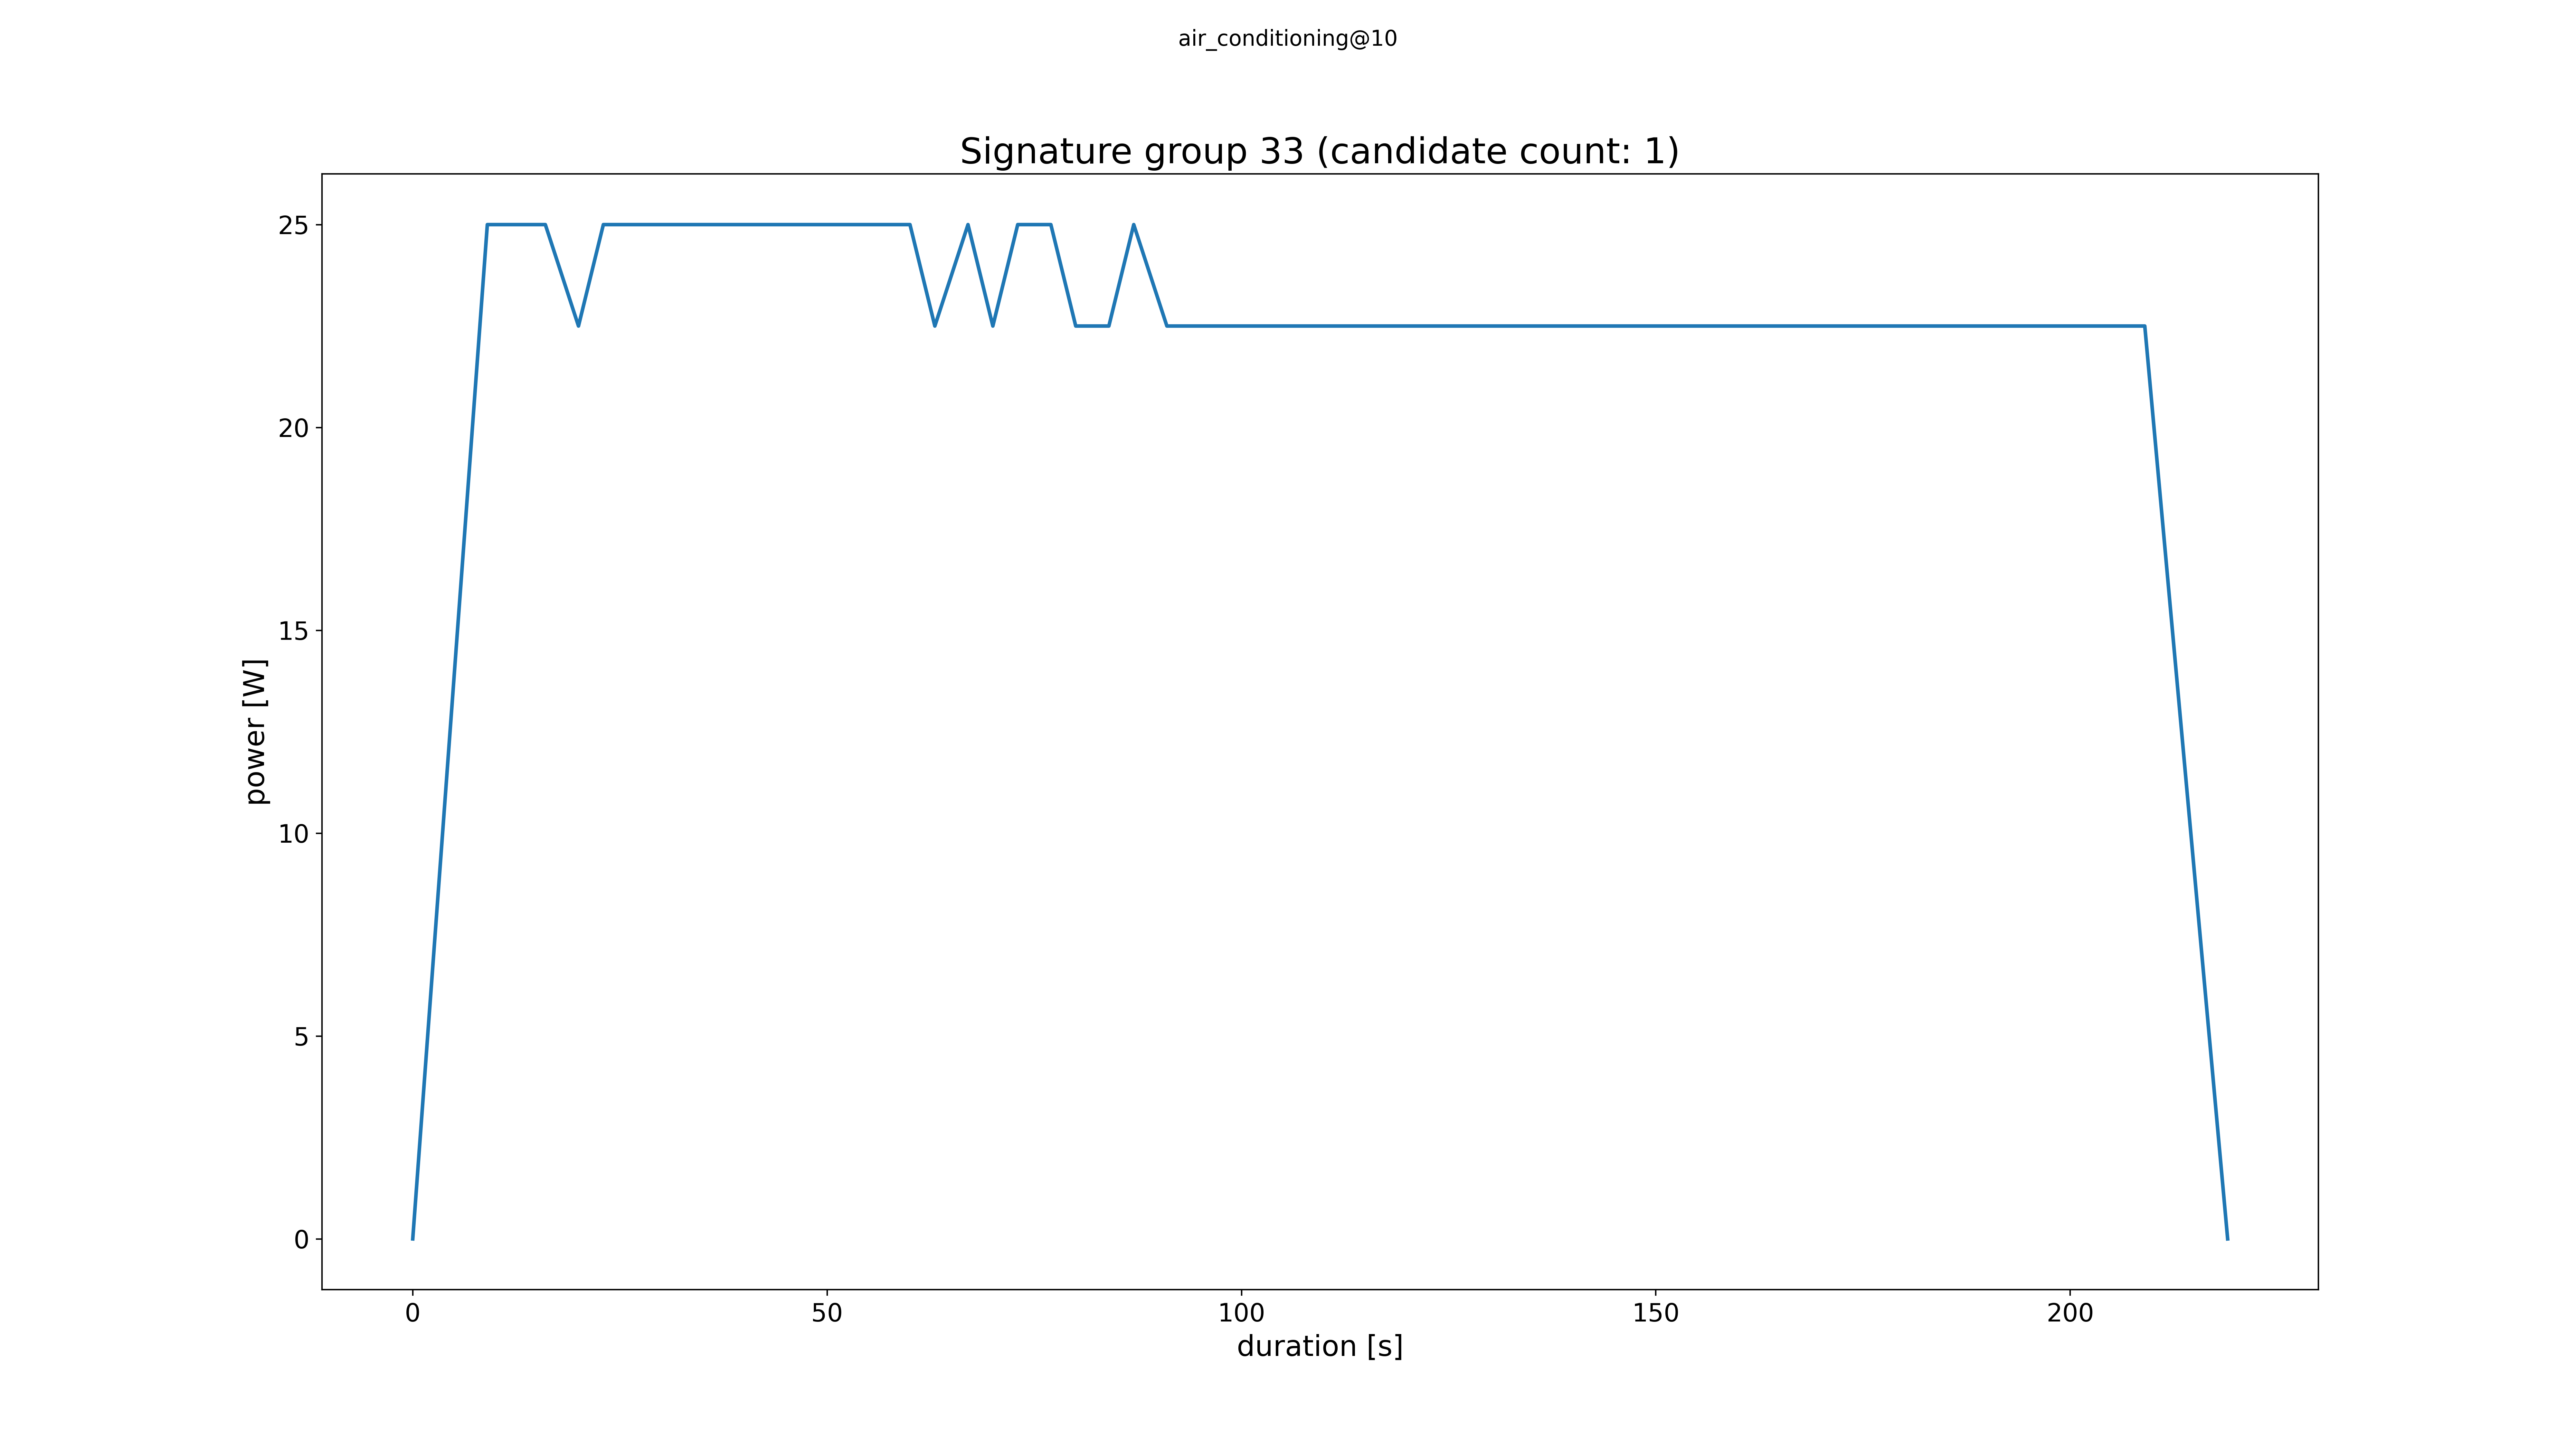 air_conditioning@10
Signature group 33 (candidate count: 1)
25
20
15
10
5
0
power [W]
0 50 100 150 200
duration [s]